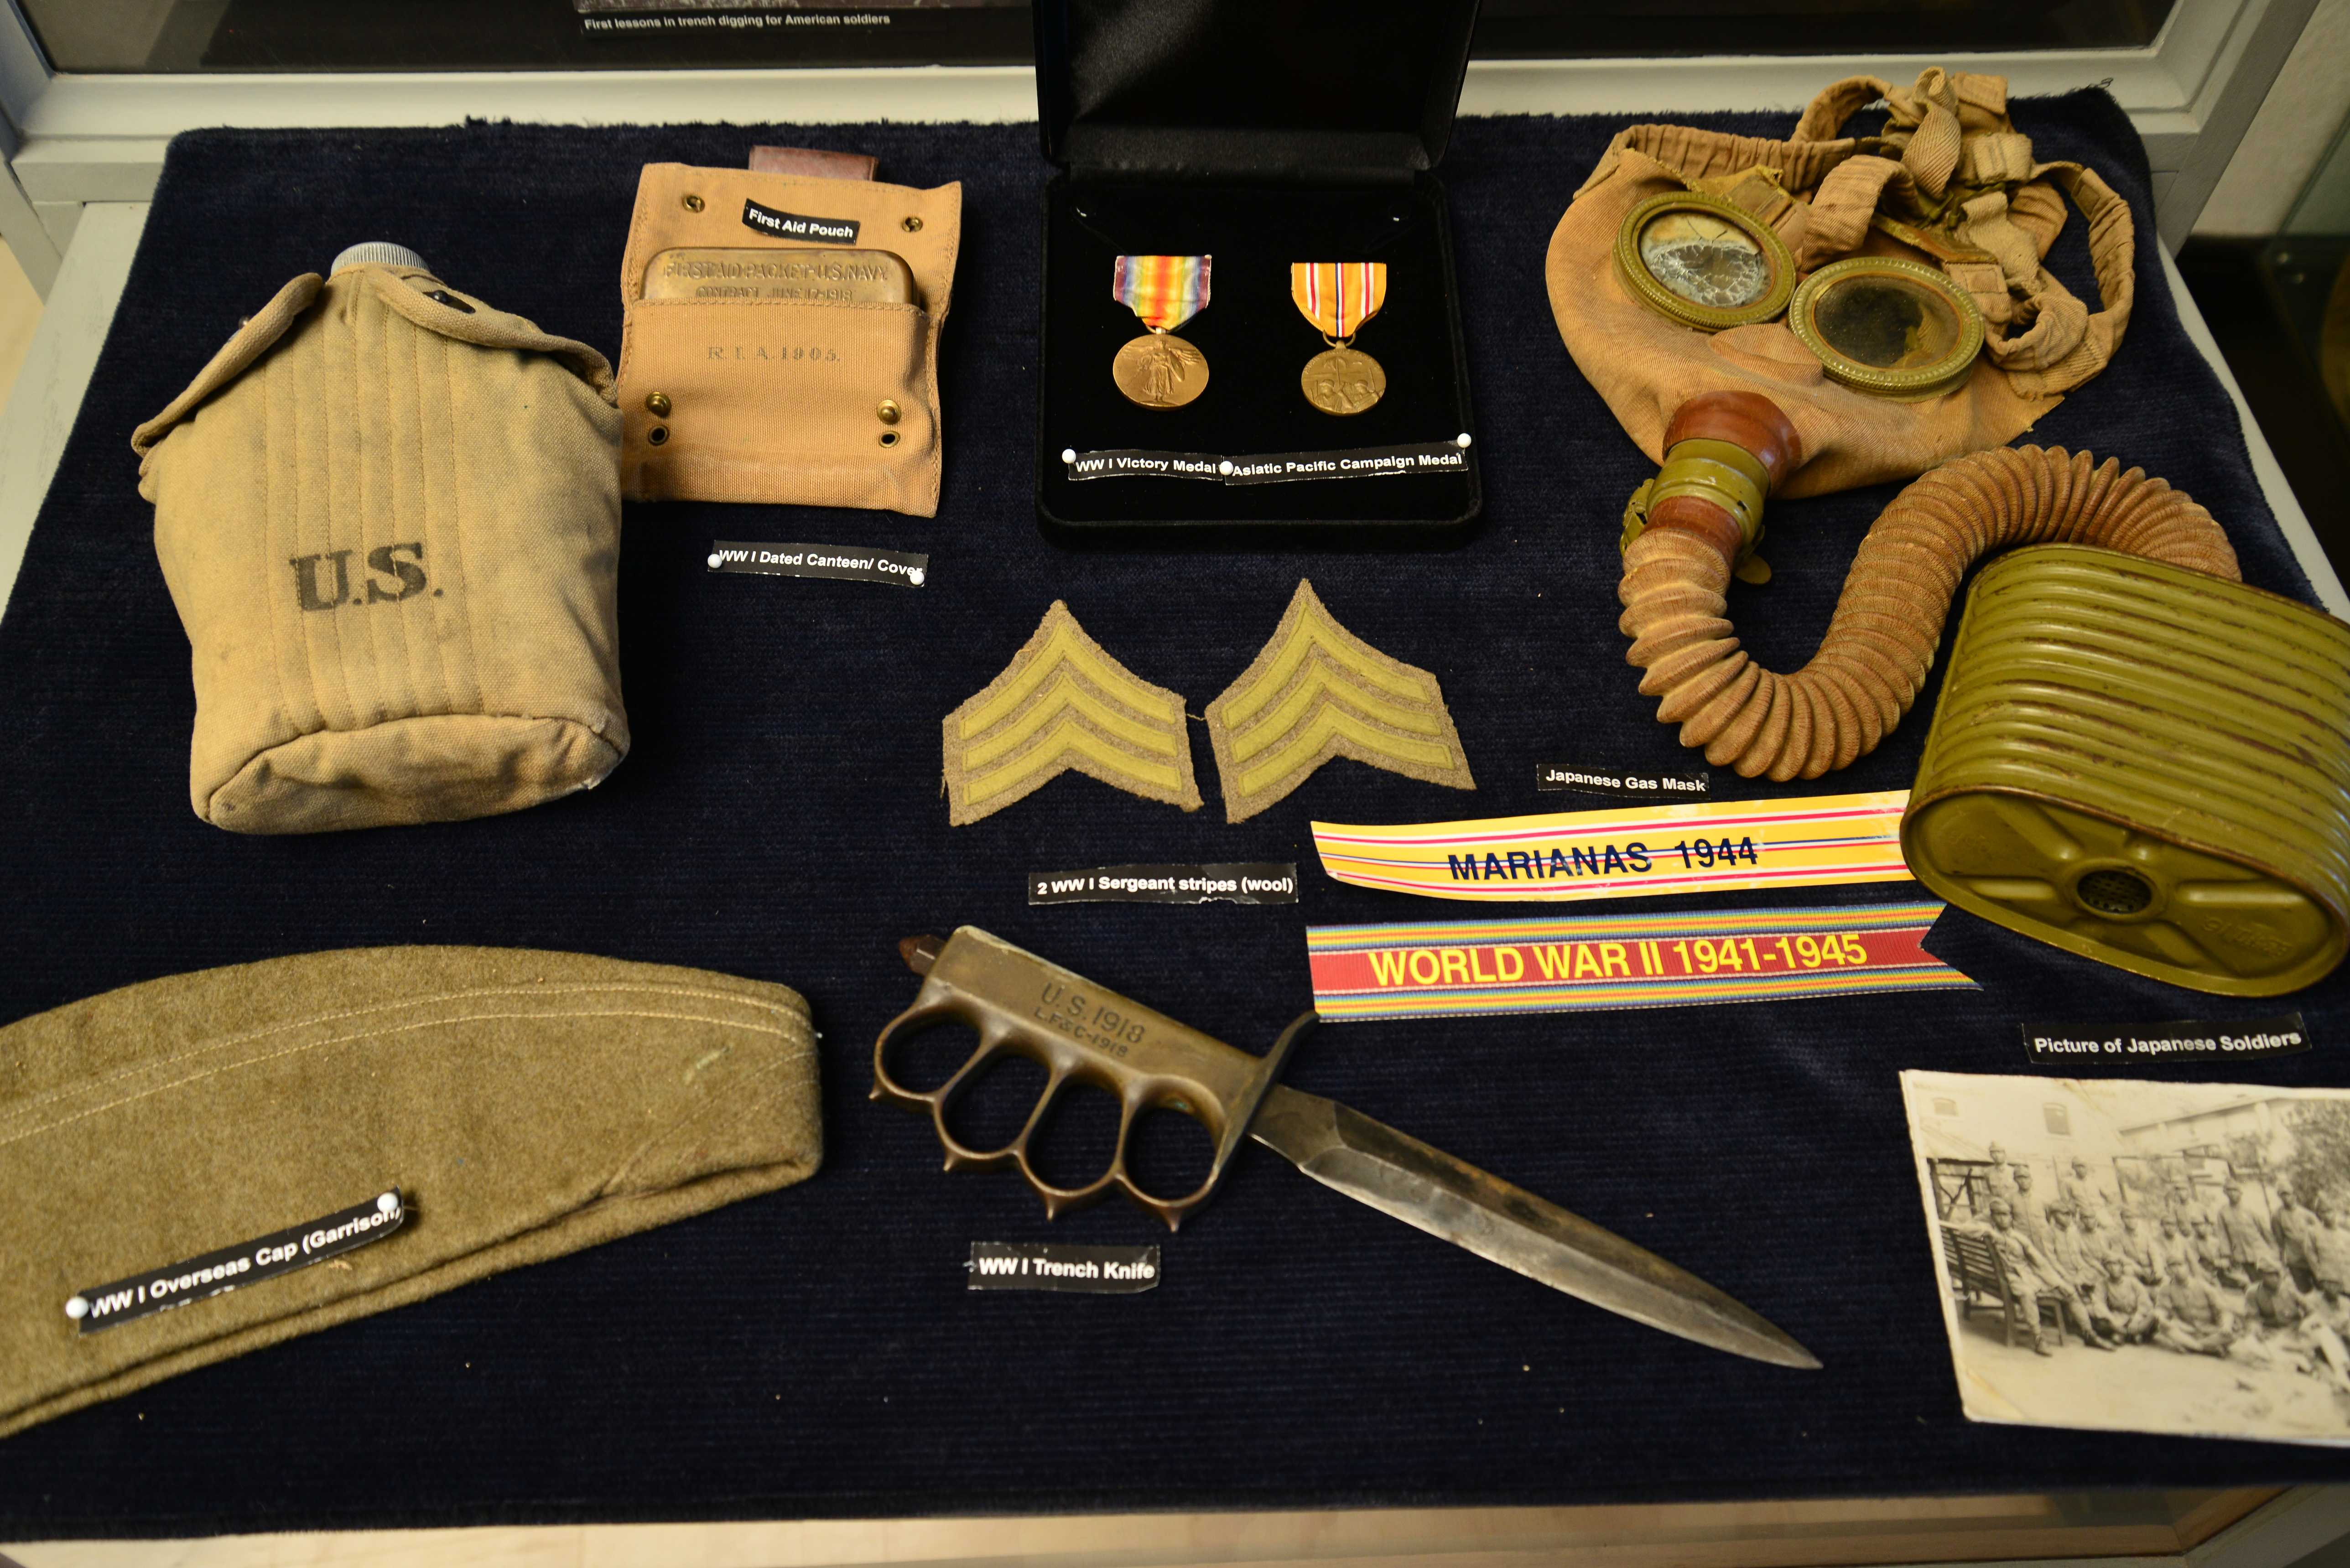 First lessons in trench digging for American soldiers
First Aid Pouch
FIRST AID PACKET-U.S. NAVY
CONTRACT JUNE 17-1918
R.I.A. 1905.
WW I Victory Medal
Asiatic Pacific Campaign Medal
U.S.
WW I Dated Canteen/ Cover
Japanese Gas Mask
MARIANAS 1944
2 WW I Sergeant stripes (wool)
WORLD WAR II 1941-1945
U.S. 1918
L.F.&C.-1918
Picture of Japanese Soldiers
WW I Overseas Cap (Garrison)
WW I Trench Knife